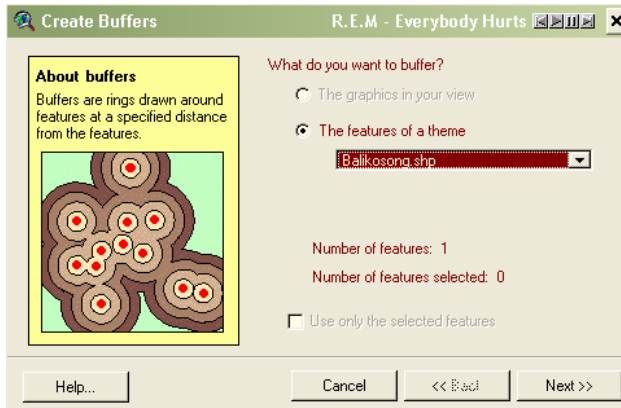 Create Buffers R.E.M - Everybody Hurts
About buffers
Buffers are rings drawn around
features at a specified distance
from the features.
What do you want to buffer?
The graphics in your view
The features of a theme
Balikosong.shp
Number of features: 1
Number of features selected: 0
Use only the selected features
Help...
Cancel
<< Back
Next >>